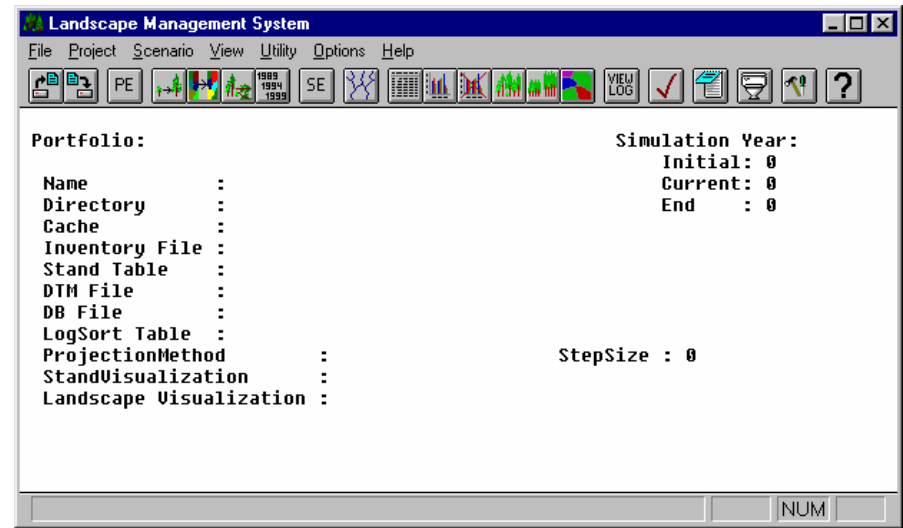 Landscape Management System
File Project Scenario View Utility Options Help
PE 1989 1994 1999 SE VIEW LOG ?
Portfolio: Simulation Year:
Initial: 0
Name : Current: 0
Directory : End : 0
Cache :
Inventory File :
Stand Table :
DTM File :
DB File :
LogSort Table :
ProjectionMethod : StepSize : 0
StandVisualization :
Landscape Visualization :
NUM